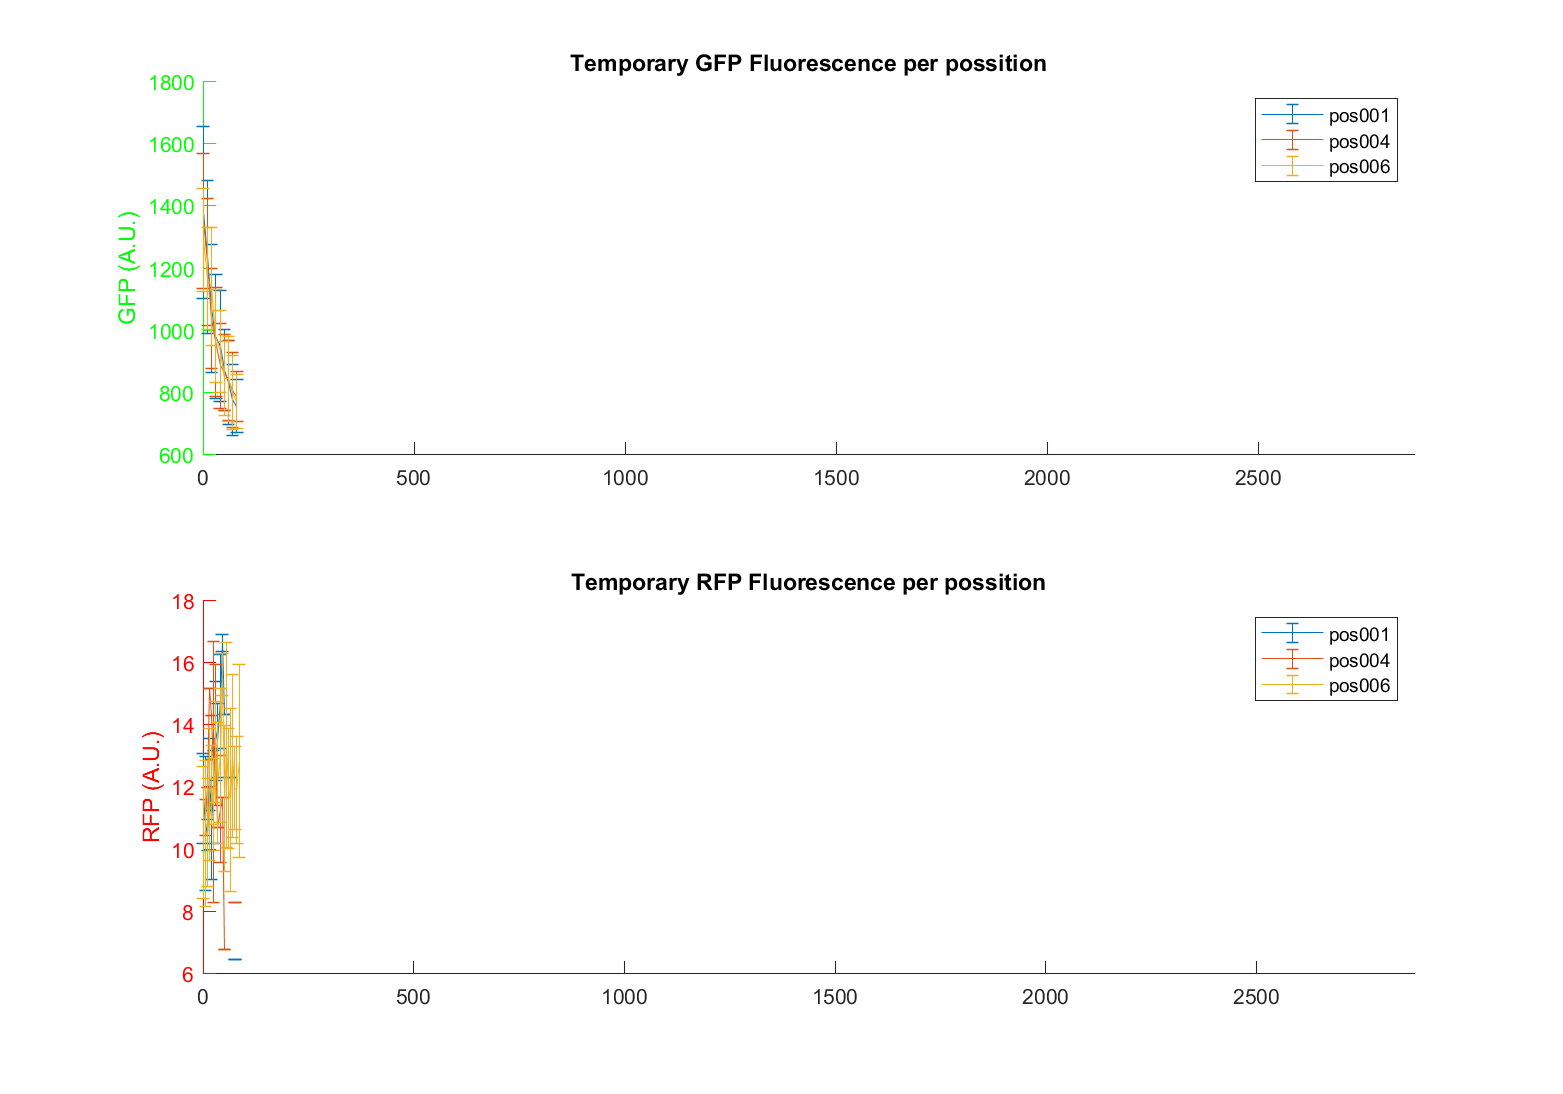 Temporary GFP Fluorescence per possition
1800
1600
1400
1200
1000
800
600
GFP (A.U.)
0 500 1000 1500 2000 2500
pos001
pos004
pos006
Temporary RFP Fluorescence per possition
18
16
14
12
10
8
6
RFP (A.U.)
0 500 1000 1500 2000 2500
pos001
pos004
pos006